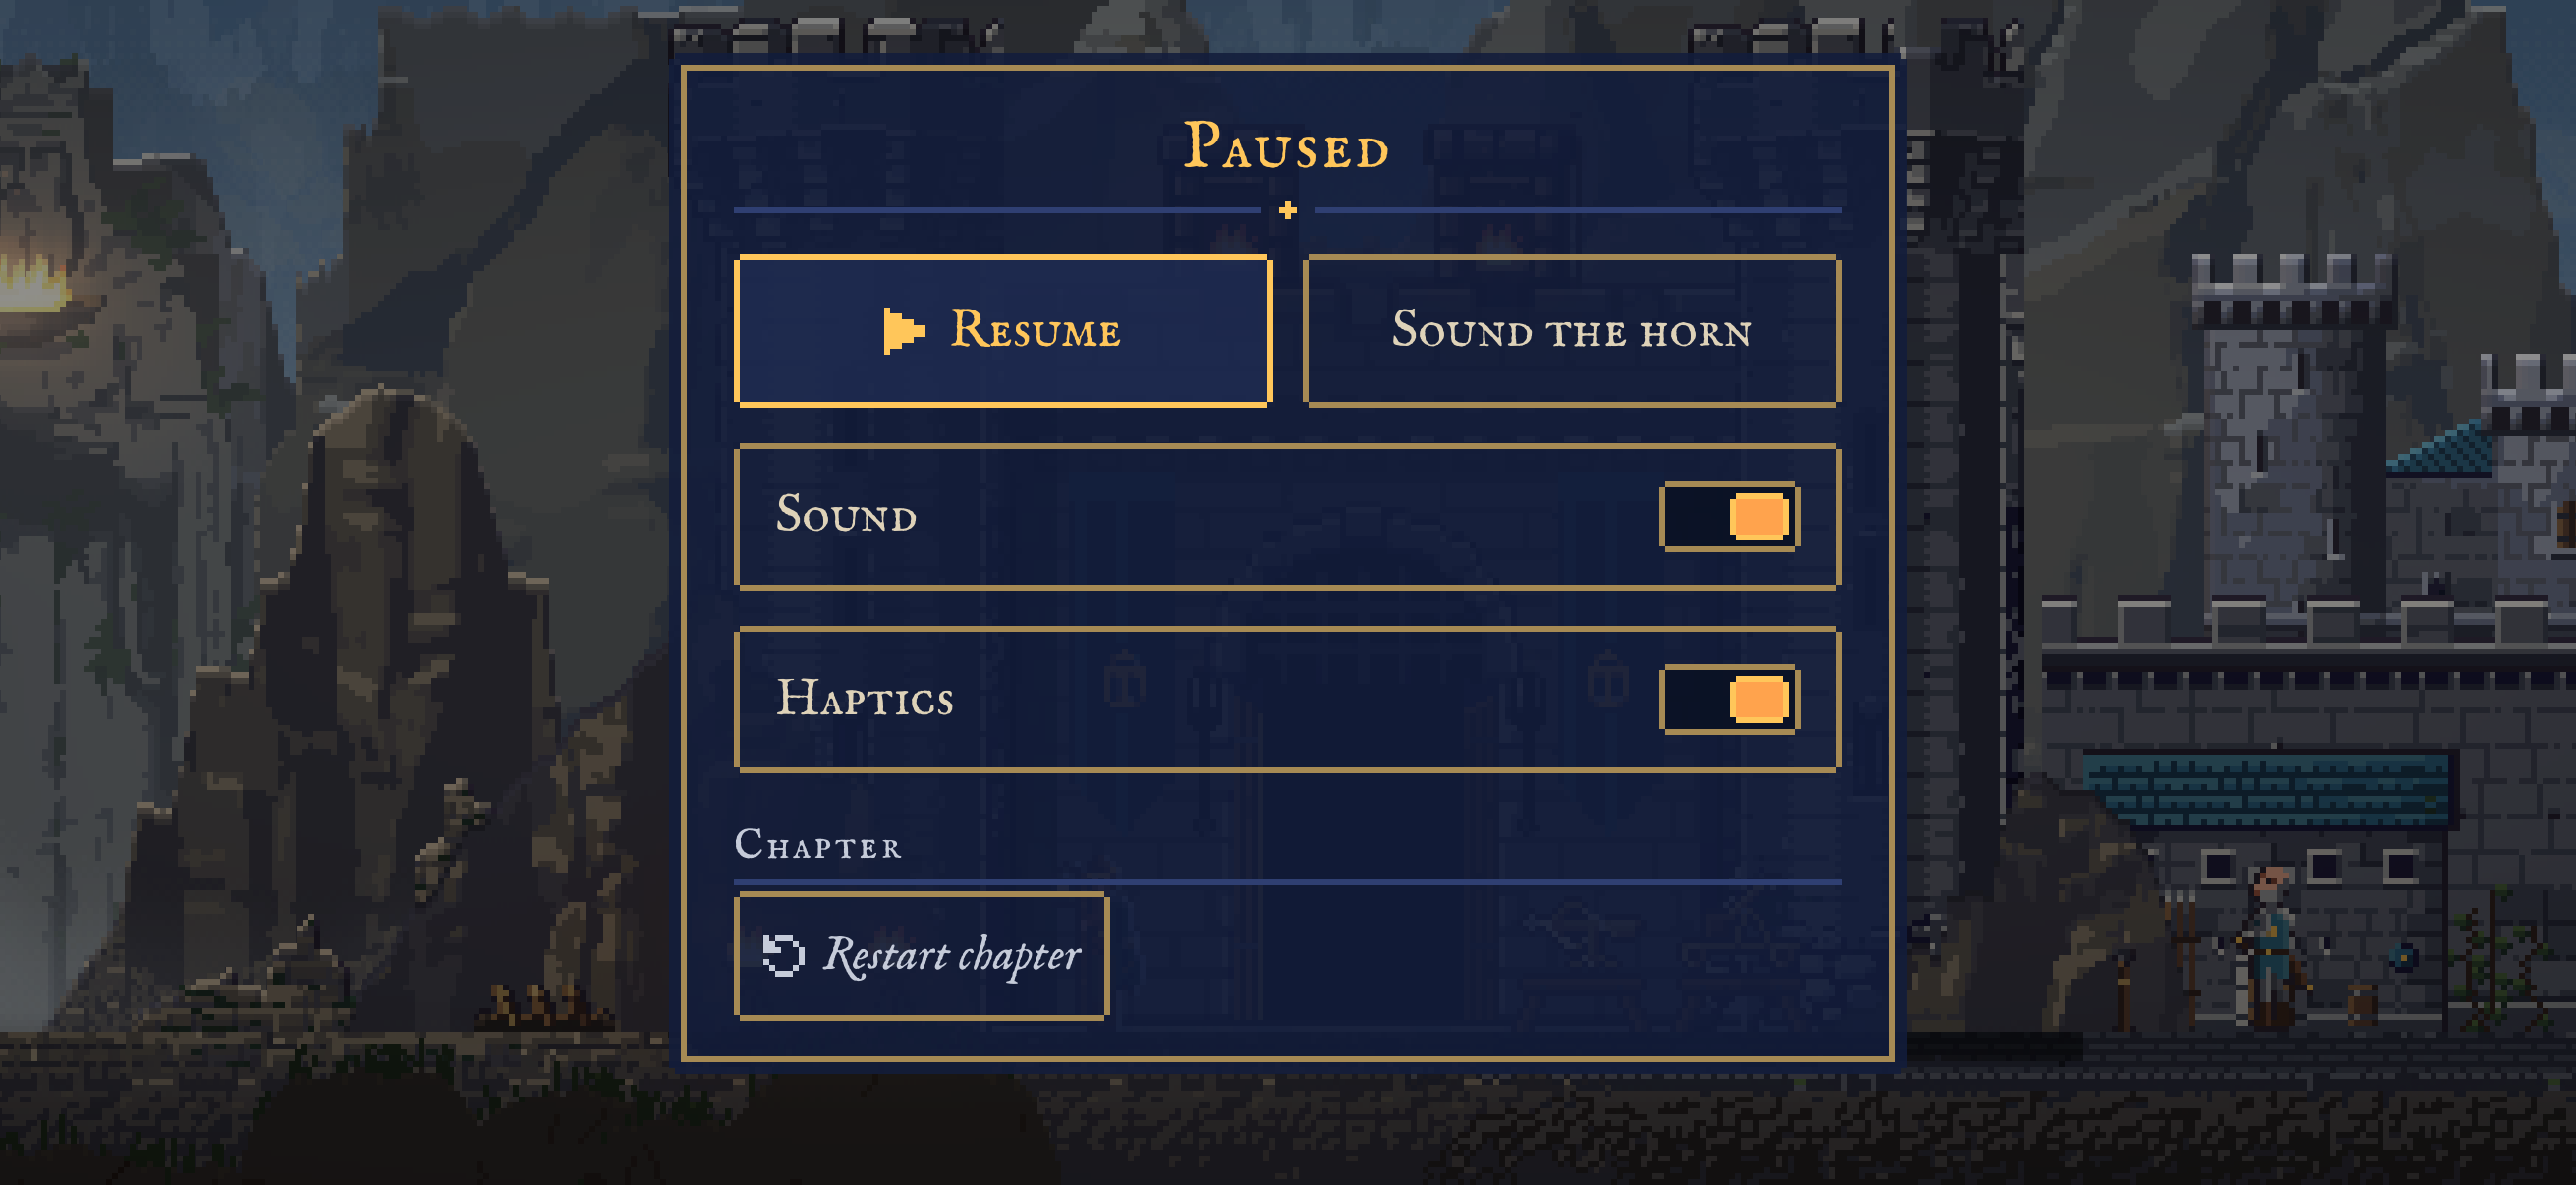 Paused
Resume
Sound the horn
Sound
Haptics
Chapter
Restart chapter